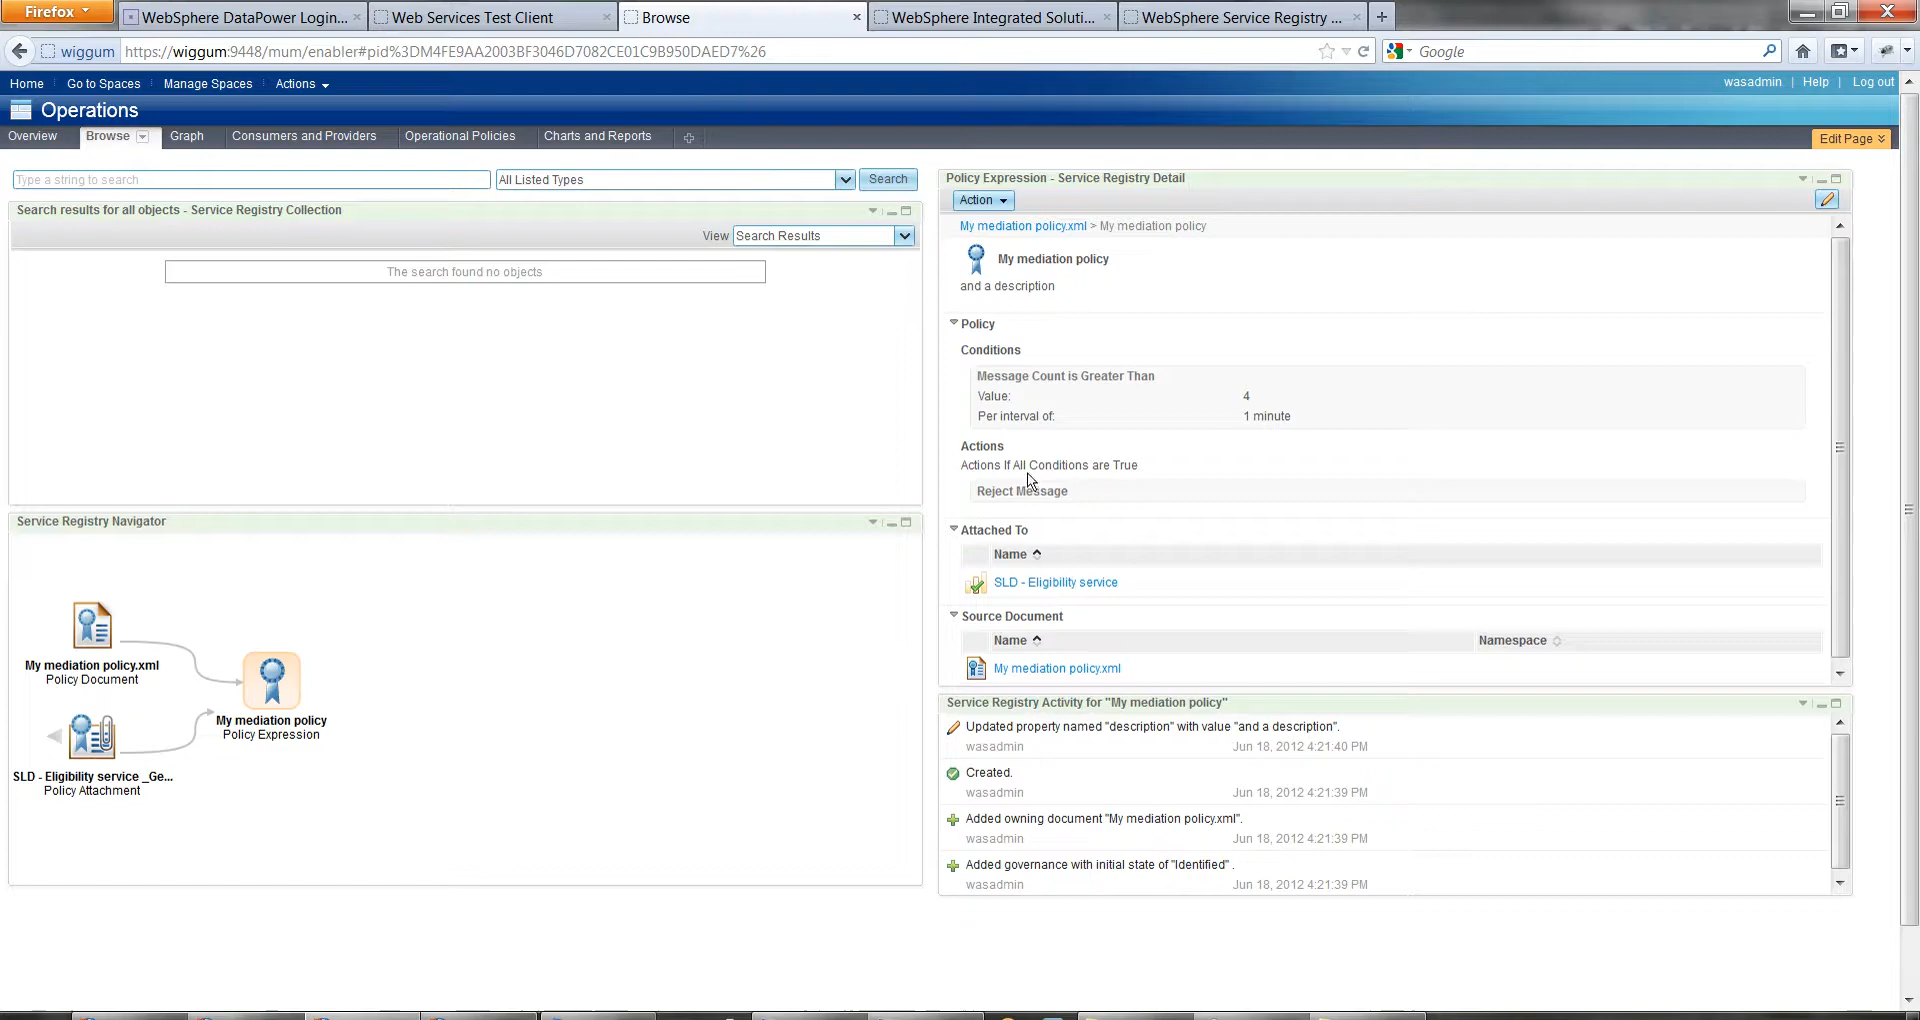 Firefox
WebSphere DataPower Login...
Web Services Test Client
Browse
WebSphere Integrated Soluti...
WebSphere Service Registry ...
wiggum
https://wiggum:9448/mum/enabler#pid%3DM4FE9AA2003BF3046D7082CE01C9B950DAED7%26
Google
Home
Go to Spaces
Manage Spaces
Actions
wasadmin | Help | Log out
Operations
Overview
Browse
Graph
Consumers and Providers
Operational Policies
Charts and Reports
Edit Page
Type a string to search
All Listed Types
Search
Search results for all objects - Service Registry Collection
View
Search Results
The search found no objects
Service Registry Navigator
My mediation policy.xml
Policy Document
My mediation policy
Policy Expression
SLD - Eligibility service _Ge...
Policy Attachment
Policy Expression - Service Registry Detail
Action
My mediation policy.xml > My mediation policy
My mediation policy
and a description
Policy
Conditions
Message Count is Greater Than
Value: 4
Per interval of: 1 minute
Actions
Actions If All Conditions are True
Reject Message
Attached To
Name
SLD - Eligibility service
Source Document
Name
Namespace
My mediation policy.xml
Service Registry Activity for "My mediation policy"
Updated property named "description" with value "and a description".
wasadmin Jun 18, 2012 4:21:40 PM
Created.
wasadmin Jun 18, 2012 4:21:39 PM
Added owning document "My mediation policy.xml".
wasadmin Jun 18, 2012 4:21:39 PM
Added governance with initial state of "Identified" .
wasadmin Jun 18, 2012 4:21:39 PM